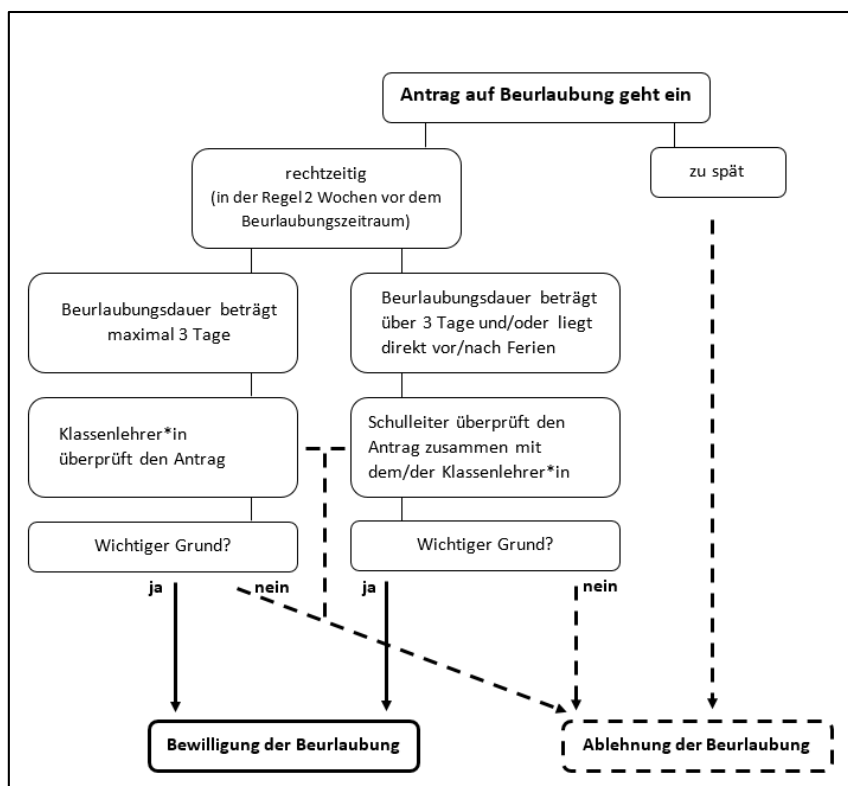 Antrag auf Beurlaubung geht ein
rechtzeitig
(in der Regel 2 Wochen vor dem
Beurlaubungszeitraum)
zu spät
Beurlaubungsdauer beträgt
maximal 3 Tage
Beurlaubungsdauer beträgt
über 3 Tage und/oder liegt
direkt vor/nach Ferien
Klassenlehrer*in
überprüft den Antrag
Schulleiter überprüft den
Antrag zusammen mit
dem/der Klassenlehrer*in
Wichtiger Grund?
Wichtiger Grund?
ja
nein
ja
nein
Bewilligung der Beurlaubung
Ablehnung der Beurlaubung